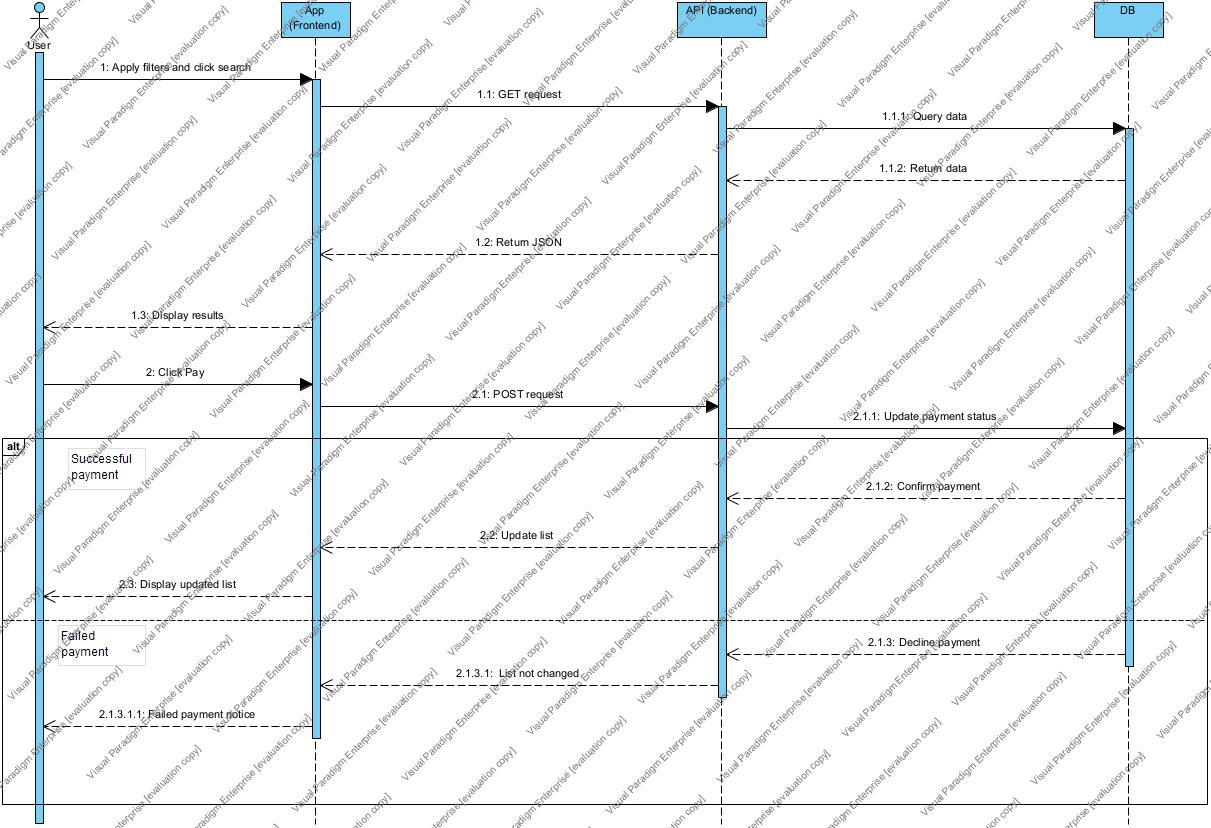 User
App
(Frontend)
API (Backend)
DB
1: Apply filters and click search
1.1: GET request
1.1.1: Query data
1.1.2: Return data
1.2: Return JSON
1.3: Display results
2: Click Pay
2.1: POST request
2.1.1: Update payment status
alt
Successful
payment
2.1.2: Confirm payment
2.2: Update list
2.3: Display updated list
Failed
payment
2.1.3: Decline payment
2.1.3.1: List not changed
2.1.3.1.1: Failed payment notice
Visual Paradigm Enterprise [evaluation copy]